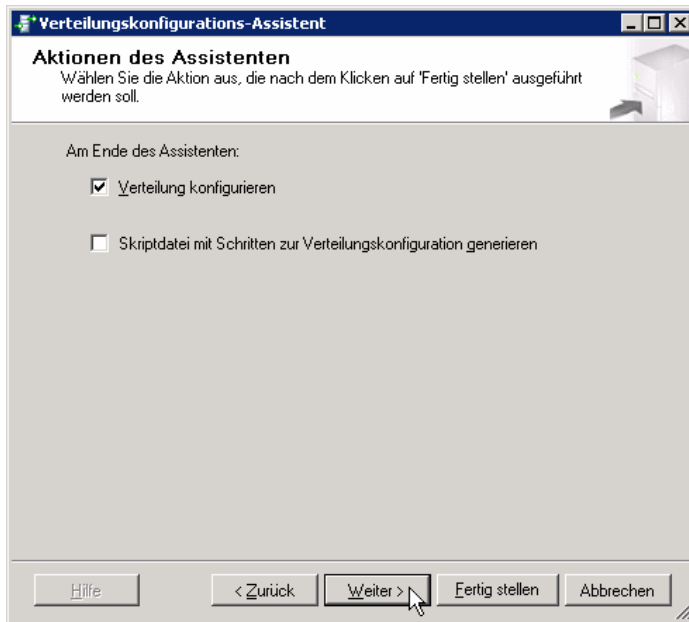 Verteilungskonfigurations-Assistent
Aktionen des Assistenten
Wählen Sie die Aktion aus, die nach dem Klicken auf 'Fertig stellen' ausgeführt
werden soll.
Am Ende des Assistenten:
Verteilung konfigurieren
Skriptdatei mit Schritten zur Verteilungskonfiguration generieren
Hilfe
< Zurück
Weiter >
Fertig stellen
Abbrechen